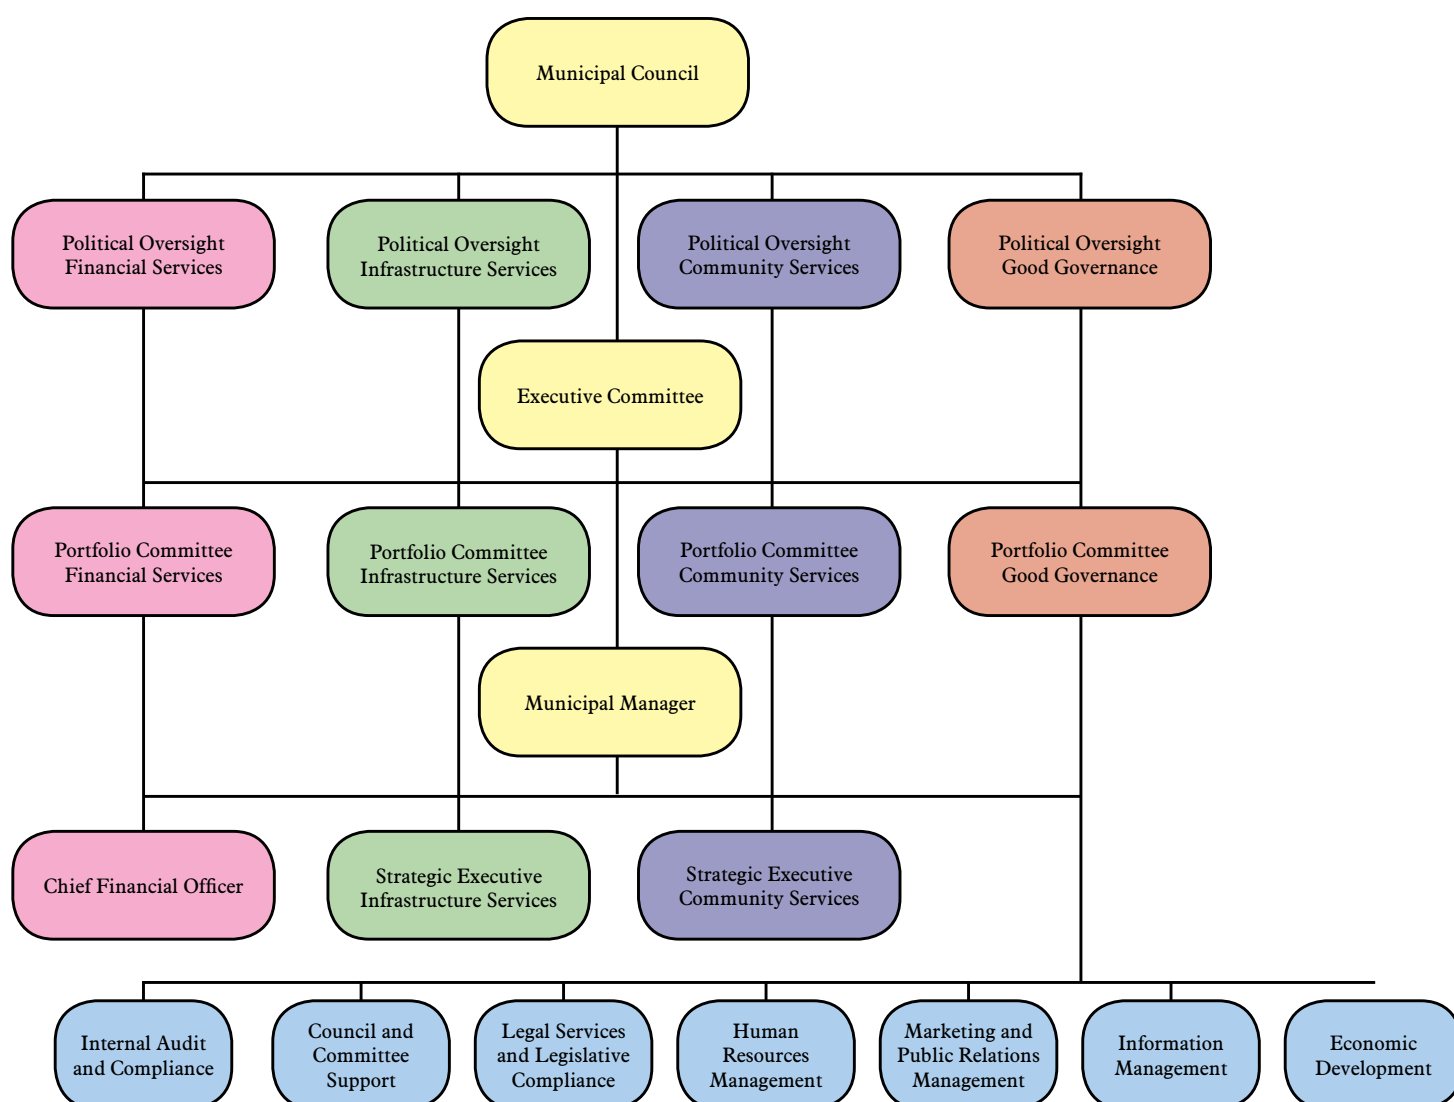 Municipal Council
Political Oversight
Financial Services
Political Oversight
Infrastructure Services
Political Oversight
Community Services
Political Oversight
Good Governance
Executive Committee
Portfolio Committee
Financial Services
Portfolio Committee
Infrastructure Services
Portfolio Committee
Community Services
Portfolio Committee
Good Governance
Municipal Manager
Chief Financial Officer
Strategic Executive
Infrastructure Services
Strategic Executive
Community Services
Internal Audit
and Compliance
Council and
Committee
Support
Legal Services
and Legislative
Compliance
Human
Resources
Management
Marketing and
Public Relations
Management
Information
Management
Economic
Development